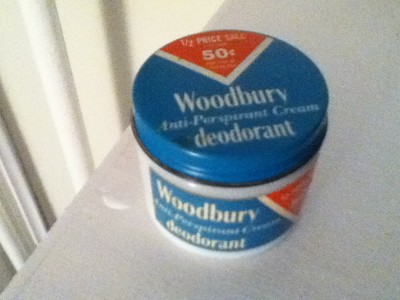 1/2 PRICE SALE
50¢
Woodbury
Anti-Perspirant Cream
deodorant
Woodbury
Anti-Perspirant Cream
deodorant